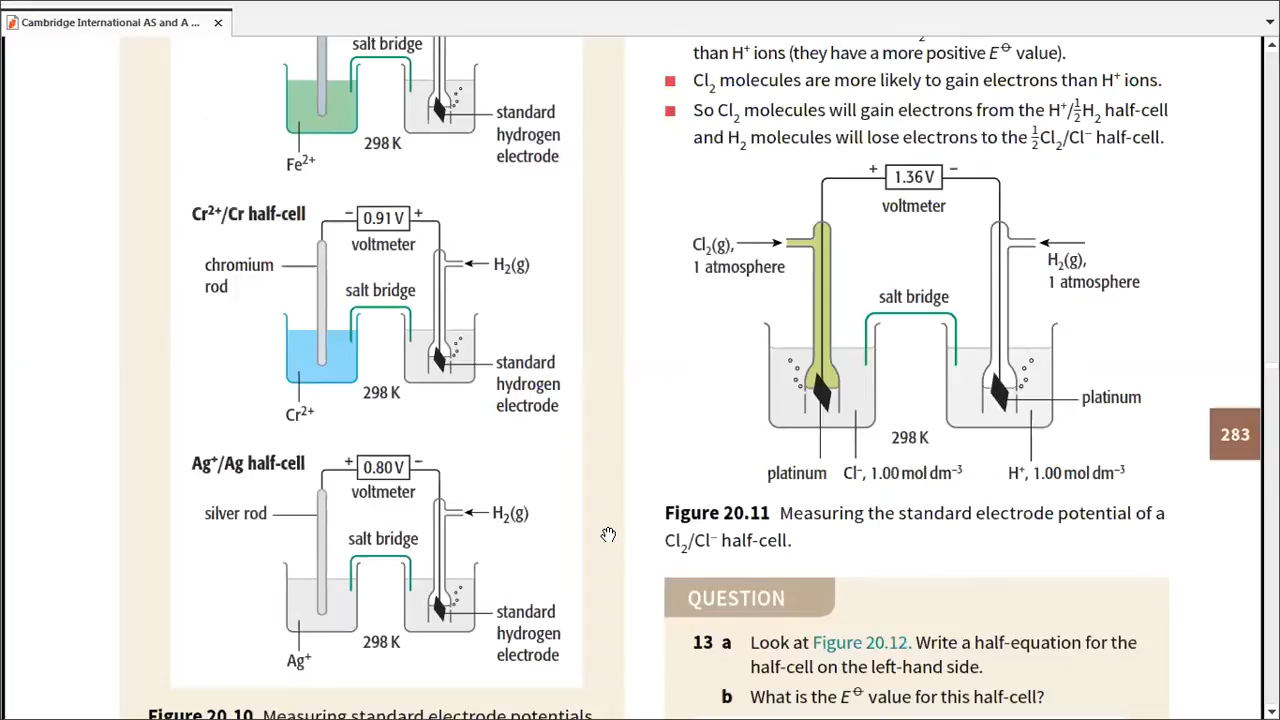 Cambridge International AS and A ...
salt bridge
standard
hydrogen
electrode
298 K
Fe²⁺
Cr²⁺/Cr half-cell
− 0.91 V +
voltmeter
chromium
rod
H₂(g)
salt bridge
standard
hydrogen
electrode
298 K
Cr²⁺
Ag⁺/Ag half-cell
+ 0.80 V −
voltmeter
silver rod
H₂(g)
salt bridge
standard
hydrogen
electrode
298 K
Ag⁺
Figure 20.10 Measuring standard electrode potentials
than H⁺ ions (they have a more positive E⦵ value).
Cl₂ molecules are more likely to gain electrons than H⁺ ions.
So Cl₂ molecules will gain electrons from the H⁺/½H₂ half-cell
and H₂ molecules will lose electrons to the ½Cl₂/Cl⁻ half-cell.
+ 1.36 V −
voltmeter
Cl₂(g),
1 atmosphere
H₂(g),
1 atmosphere
salt bridge
platinum
298 K
platinum Cl⁻, 1.00 mol dm⁻³ H⁺, 1.00 mol dm⁻³
283
Figure 20.11 Measuring the standard electrode potential of a
Cl₂/Cl⁻ half-cell.
QUESTION
13 a Look at Figure 20.12. Write a half-equation for the
half-cell on the left-hand side.
b What is the E⦵ value for this half-cell?